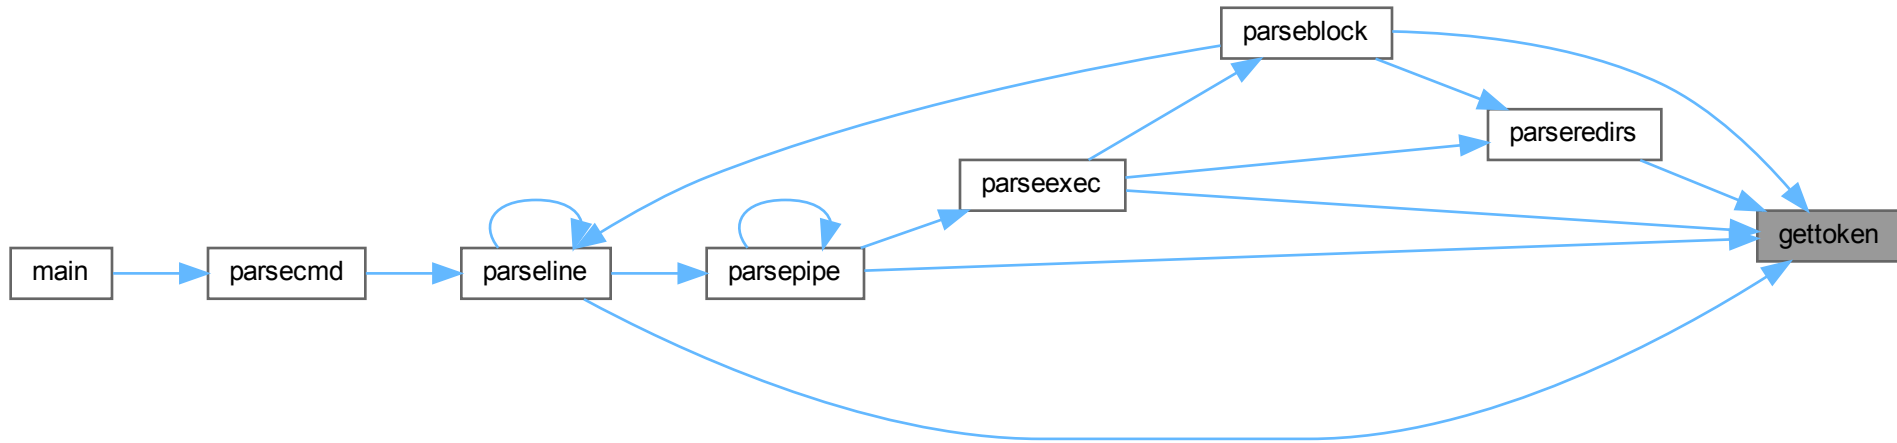 parseblock
parseredirs
parseexec
gettoken
main
parsecmd
parseline
parsepipe